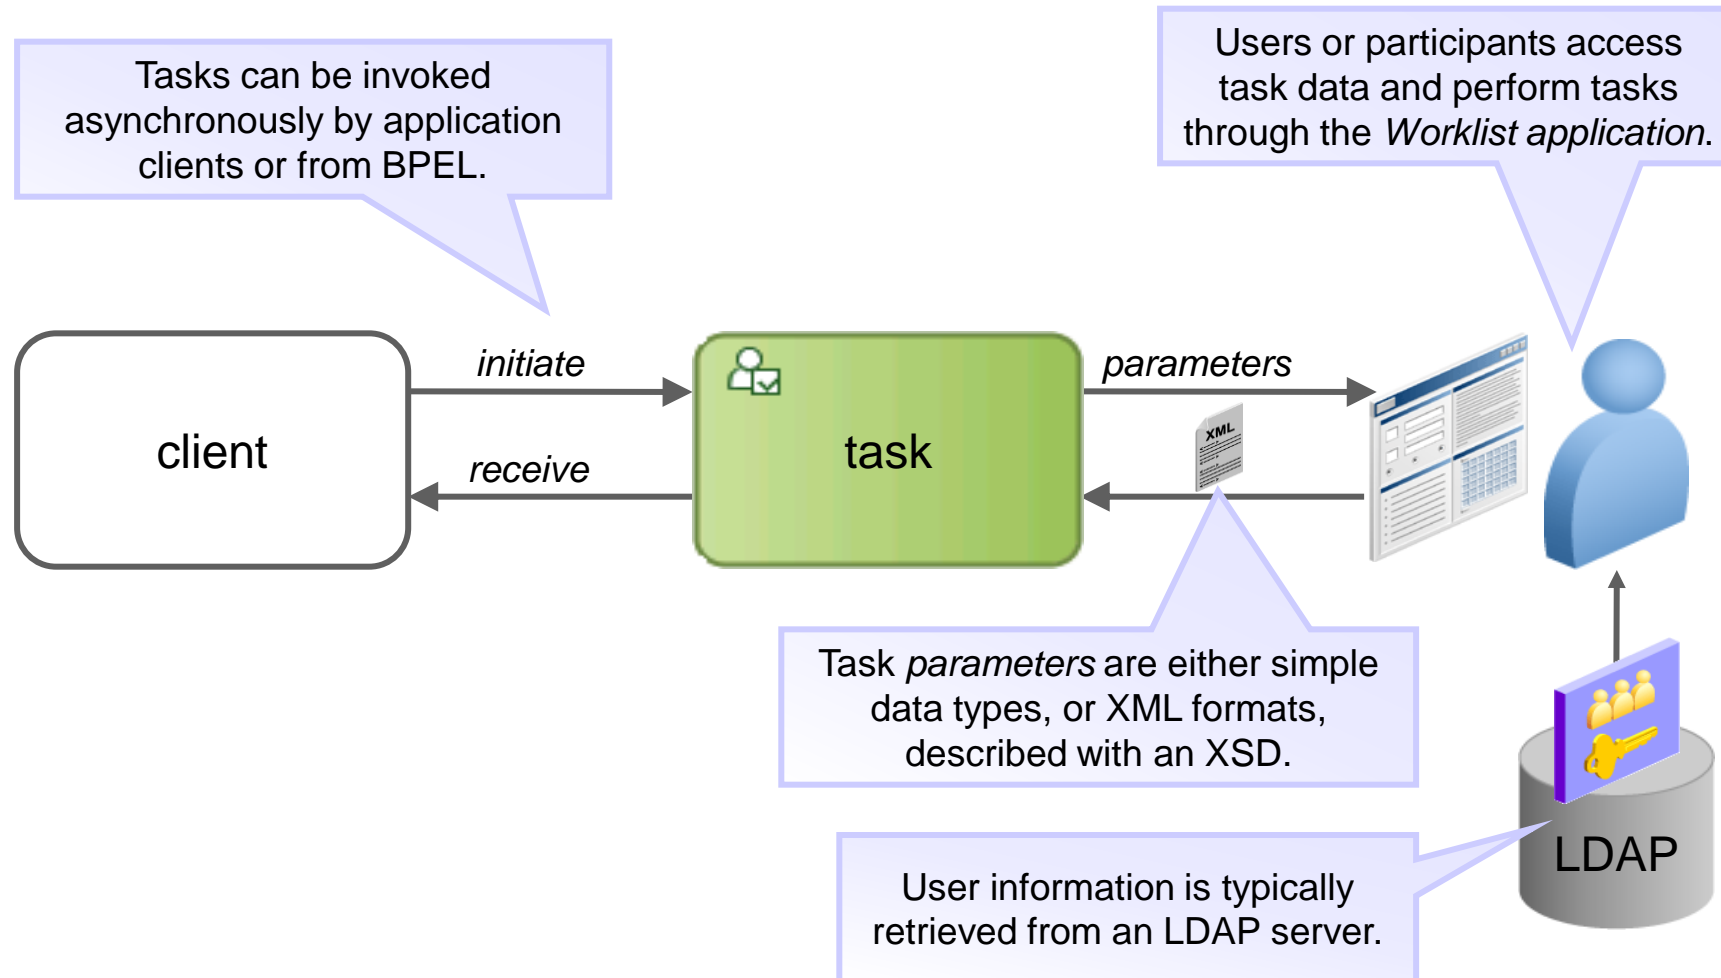 Tasks can be invoked
asynchronously by application
clients or from BPEL.
Users or participants access
task data and perform tasks
through the Worklist application.
client
initiate
receive
task
parameters
XML
Task parameters are either simple
data types, or XML formats,
described with an XSD.
LDAP
User information is typically
retrieved from an LDAP server.